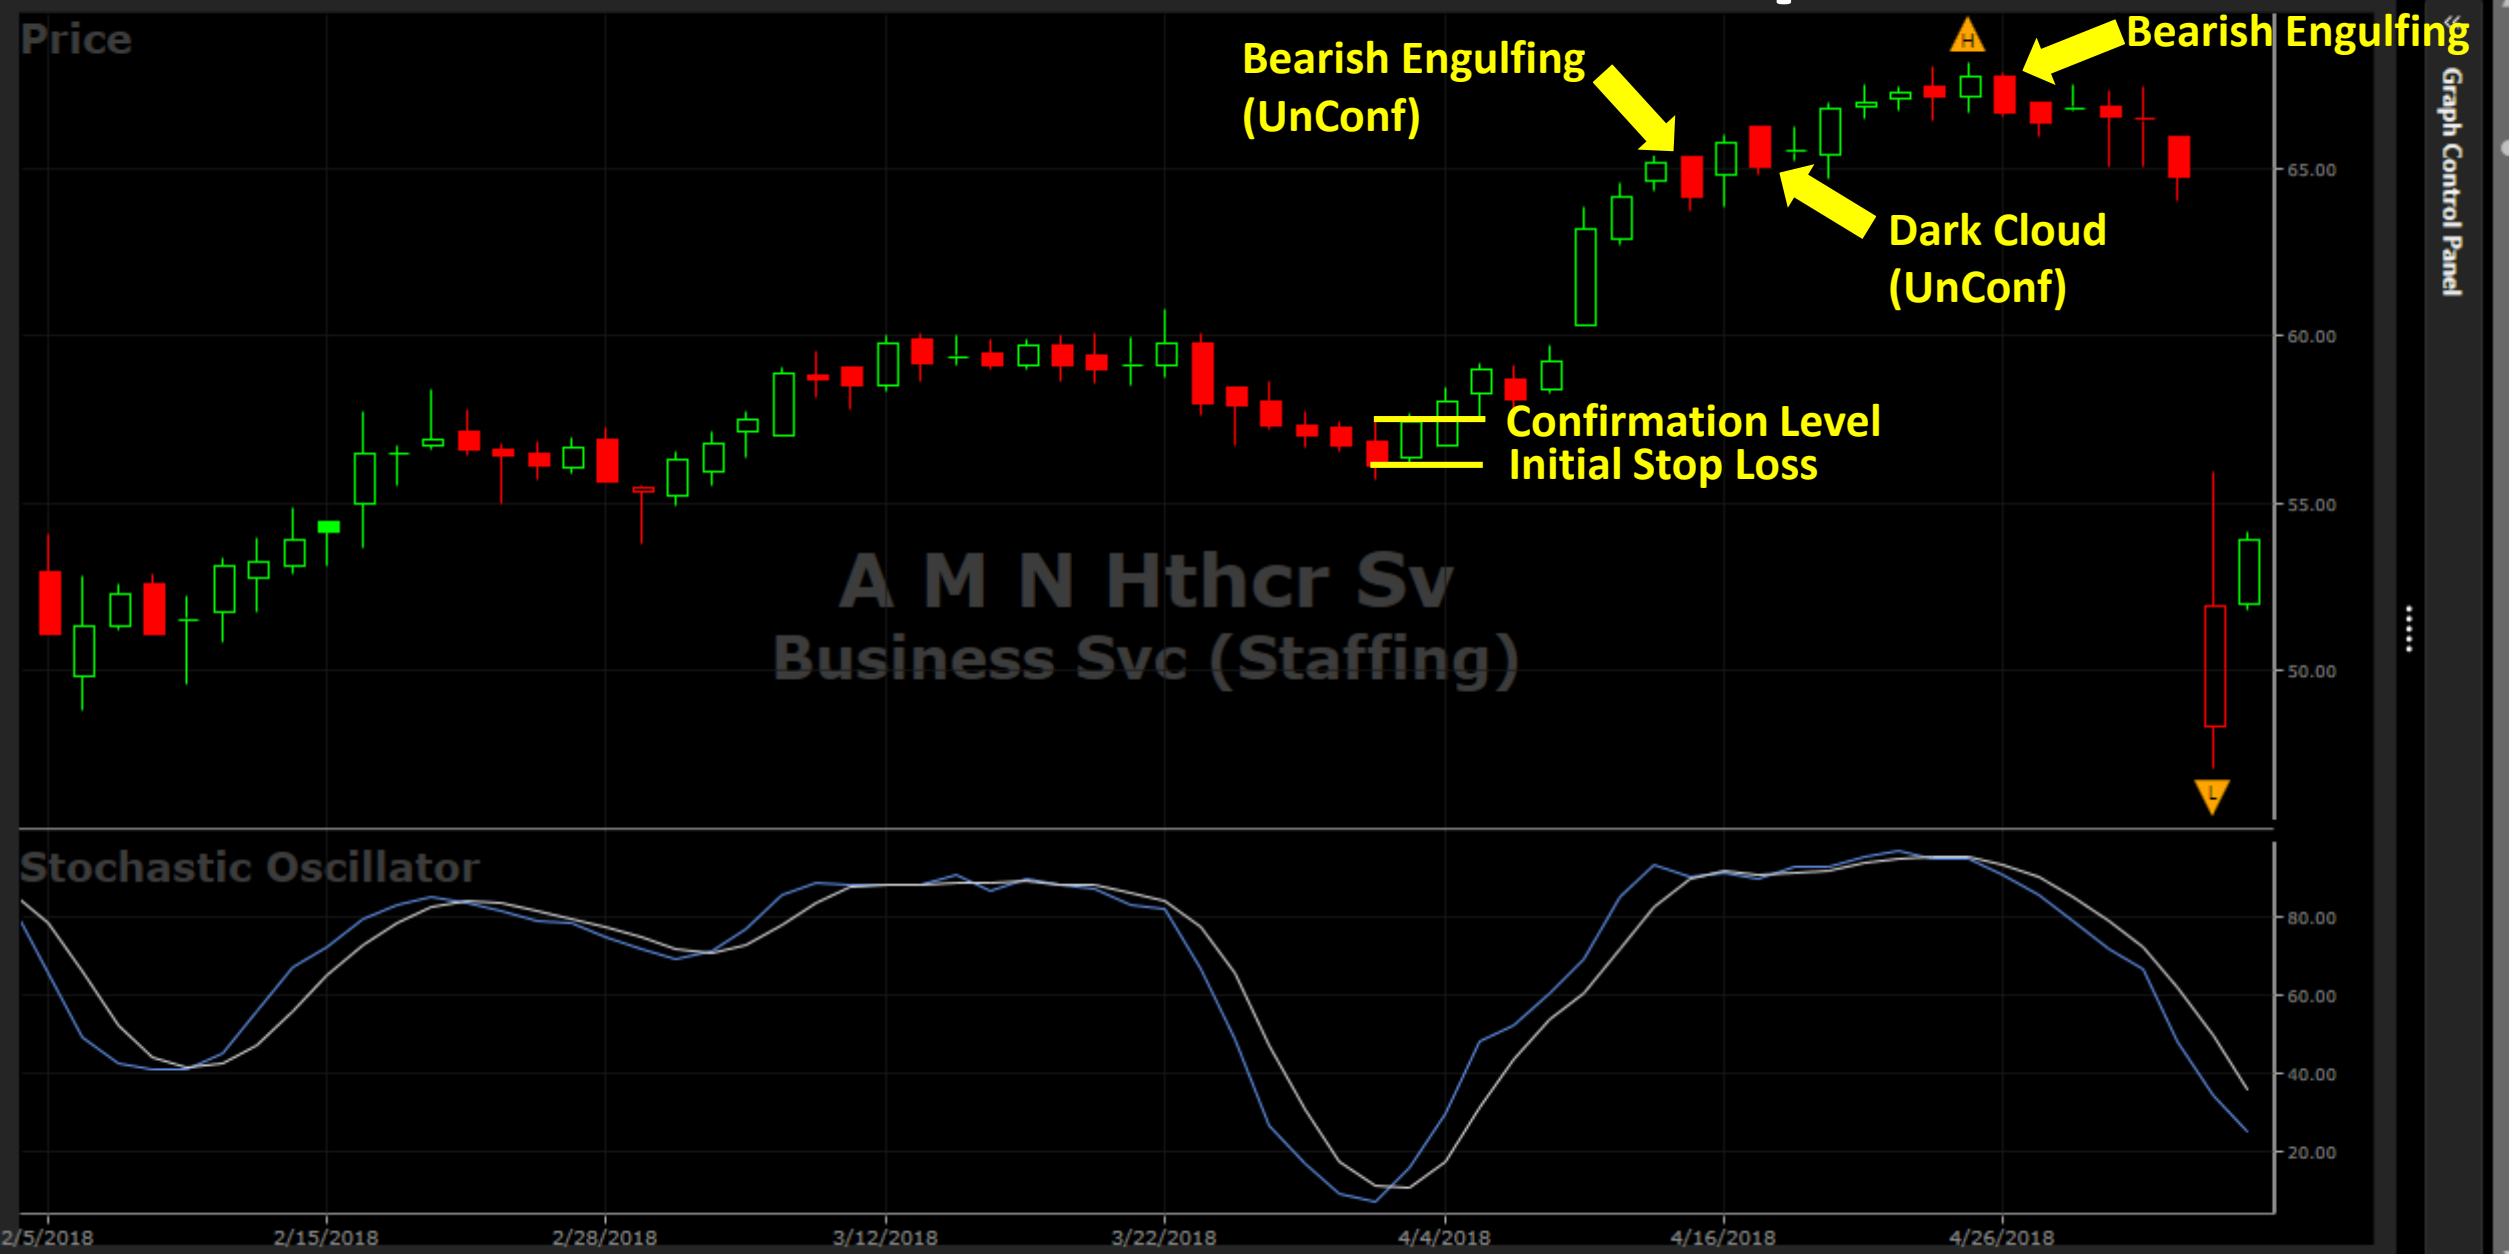 Price
Bearish Engulfing
(UnConf)
H
Bearish Engulfing
«
Graph Control Panel
65.00
Dark Cloud
(UnConf)
60.00
Confirmation Level
Initial Stop Loss
55.00
A M N Hthcr Sv
Business Svc (Staffing)
50.00
L
Stochastic Oscillator
80.00
60.00
40.00
20.00
2/5/2018
2/15/2018
2/28/2018
3/12/2018
3/22/2018
4/4/2018
4/16/2018
4/26/2018